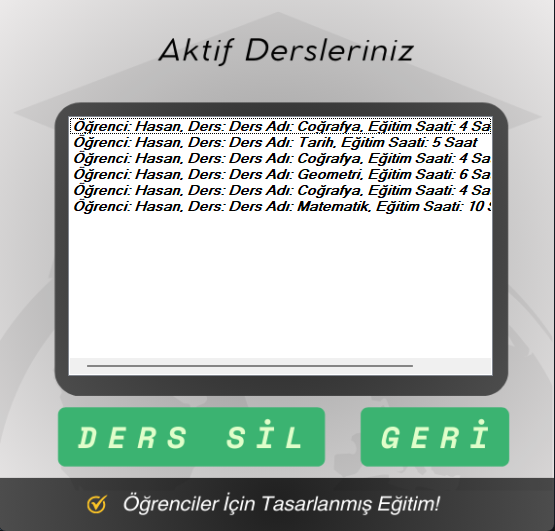 Aktif Dersleriniz
Öğrenci: Hasan, Ders: Ders Adı: Coğrafya, Eğitim Saati: 4 Sa
Öğrenci: Hasan, Ders: Ders Adı: Tarih, Eğitim Saati: 5 Saat
Öğrenci: Hasan, Ders: Ders Adı: Coğrafya, Eğitim Saati: 4 Sa
Öğrenci: Hasan, Ders: Ders Adı: Geometri, Eğitim Saati: 6 Sa
Öğrenci: Hasan, Ders: Ders Adı: Coğrafya, Eğitim Saati: 4 Sa
Öğrenci: Hasan, Ders: Ders Adı: Matematik, Eğitim Saati: 10 S
DERS SİL GERİ
Öğrenciler İçin Tasarlanmış Eğitim!